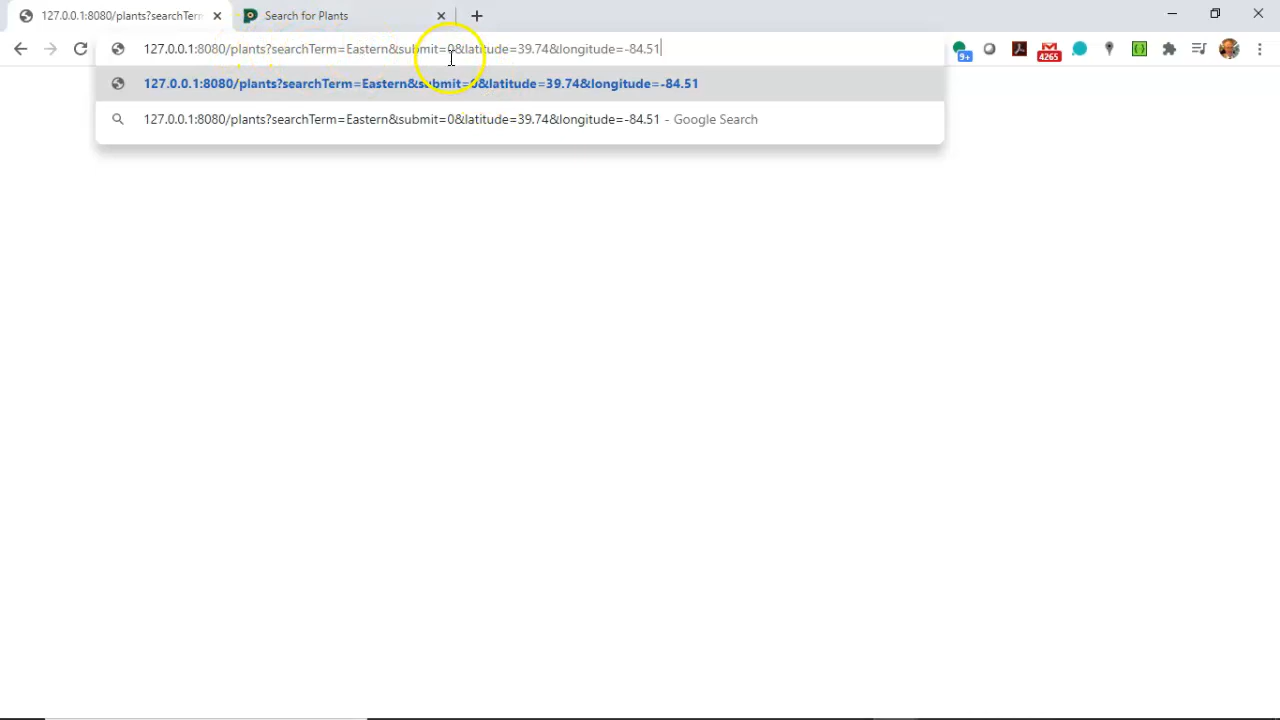 127.0.0.1:8080/plants?searchTerm
Search for Plants
127.0.0.1:8080/plants?searchTerm=Eastern&submit=0&latitude=39.74&longitude=-84.51
9+
4265
127.0.0.1:8080/plants?searchTerm=Eastern&submit=0&latitude=39.74&longitude=-84.51
127.0.0.1:8080/plants?searchTerm=Eastern&submit=0&latitude=39.74&longitude=-84.51 - Google Search